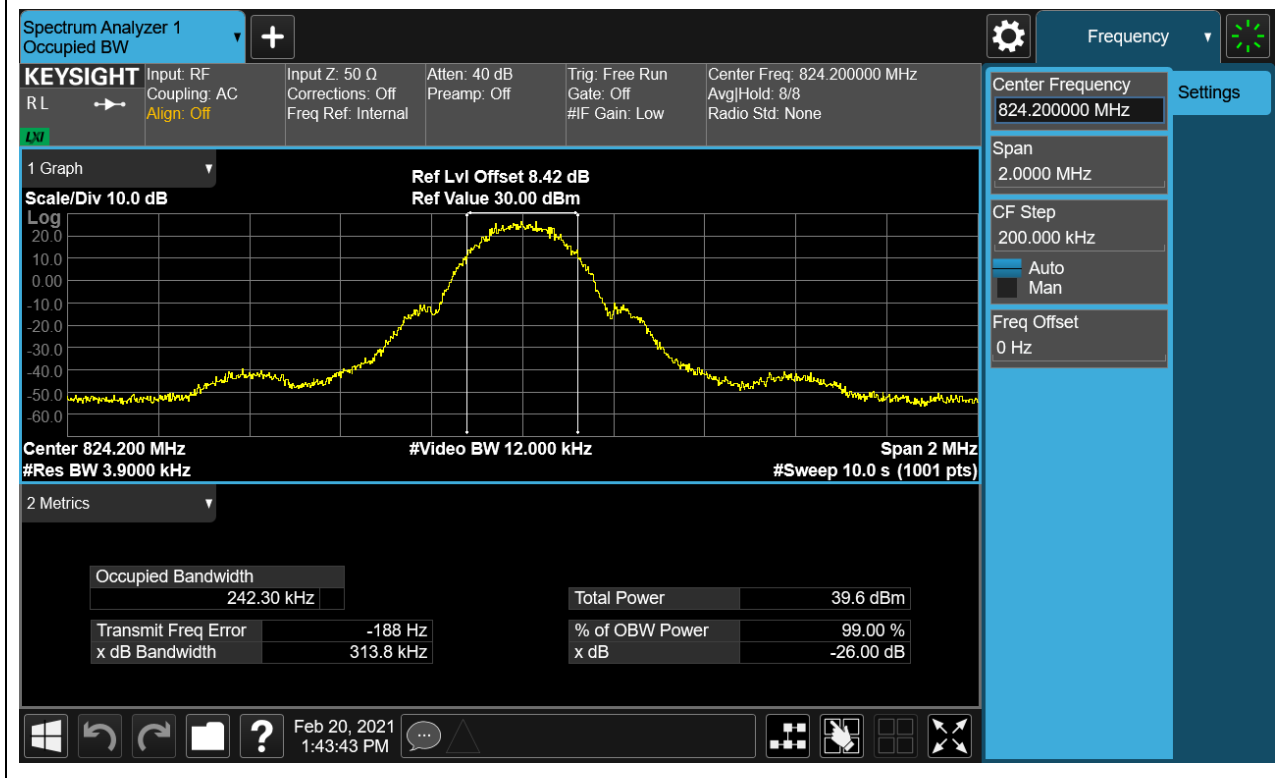 Spectrum Analyzer 1
Occupied BW
Frequency
KEYSIGHT
R L
LXI
Input: RF
Coupling: AC
Align: Off
Input Z: 50 Ω
Corrections: Off
Freq Ref: Internal
Atten: 40 dB
Preamp: Off
Trig: Free Run
Gate: Off
#IF Gain: Low
Center Freq: 824.200000 MHz
Avg|Hold: 8/8
Radio Std: None
Center Frequency
824.200000 MHz
Settings
Span
2.0000 MHz
CF Step
200.000 kHz
Auto
Man
Freq Offset
0 Hz
1 Graph
Ref Lvl Offset 8.42 dB
Scale/Div 10.0 dB
Ref Value 30.00 dBm
Log
20.0
10.0
0.00
-10.0
-20.0
-30.0
-40.0
-50.0
-60.0
Center 824.200 MHz
#Video BW 12.000 kHz
Span 2 MHz
#Res BW 3.9000 kHz
#Sweep 10.0 s (1001 pts)
2 Metrics
Occupied Bandwidth
242.30 kHz
Total Power 39.6 dBm
Transmit Freq Error -188 Hz
% of OBW Power 99.00 %
x dB Bandwidth 313.8 kHz
x dB -26.00 dB
?
Feb 20, 2021
1:43:43 PM